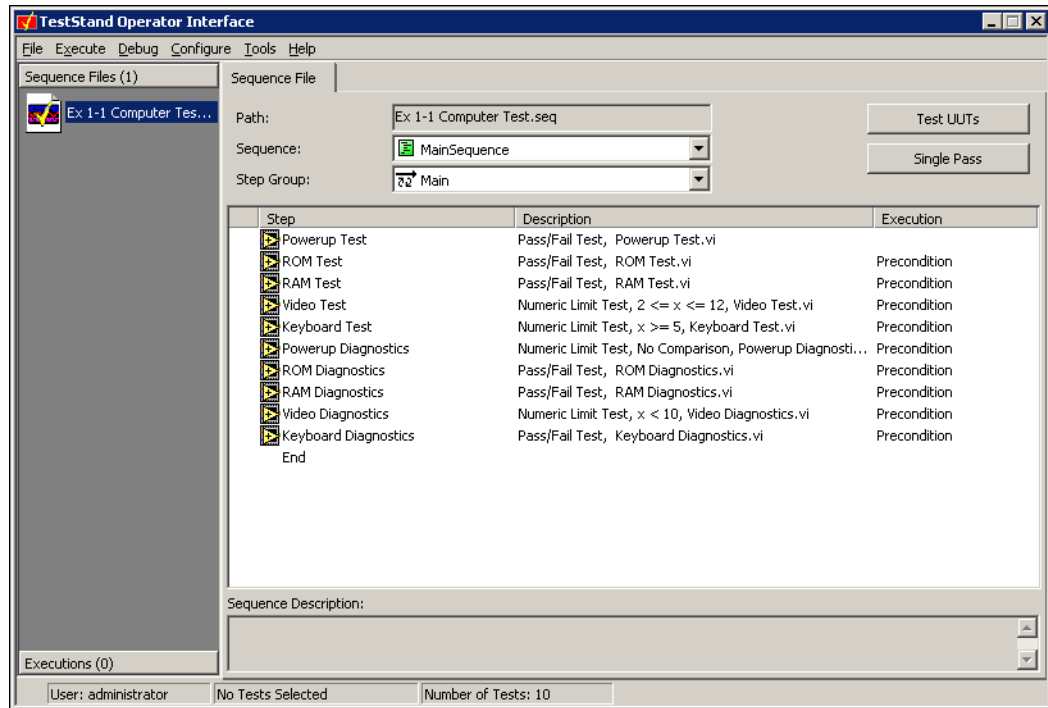 TestStand Operator Interface
File Execute Debug Configure Tools Help
Sequence Files (1)
Ex 1-1 Computer Tes...
Executions (0)
Sequence File
Path: Ex 1-1 Computer Test.seq
Sequence: MainSequence
Step Group: Main
Test UUTs
Single Pass
Step Description Execution
Powerup Test Pass/Fail Test, Powerup Test.vi
ROM Test Pass/Fail Test, ROM Test.vi Precondition
RAM Test Pass/Fail Test, RAM Test.vi Precondition
Video Test Numeric Limit Test, 2 <= x <= 12, Video Test.vi Precondition
Keyboard Test Numeric Limit Test, x >= 5, Keyboard Test.vi Precondition
Powerup Diagnostics Numeric Limit Test, No Comparison, Powerup Diagnosti... Precondition
ROM Diagnostics Pass/Fail Test, ROM Diagnostics.vi Precondition
RAM Diagnostics Pass/Fail Test, RAM Diagnostics.vi Precondition
Video Diagnostics Numeric Limit Test, x < 10, Video Diagnostics.vi Precondition
Keyboard Diagnostics Pass/Fail Test, Keyboard Diagnostics.vi Precondition
End
Sequence Description:
User: administrator No Tests Selected Number of Tests: 10